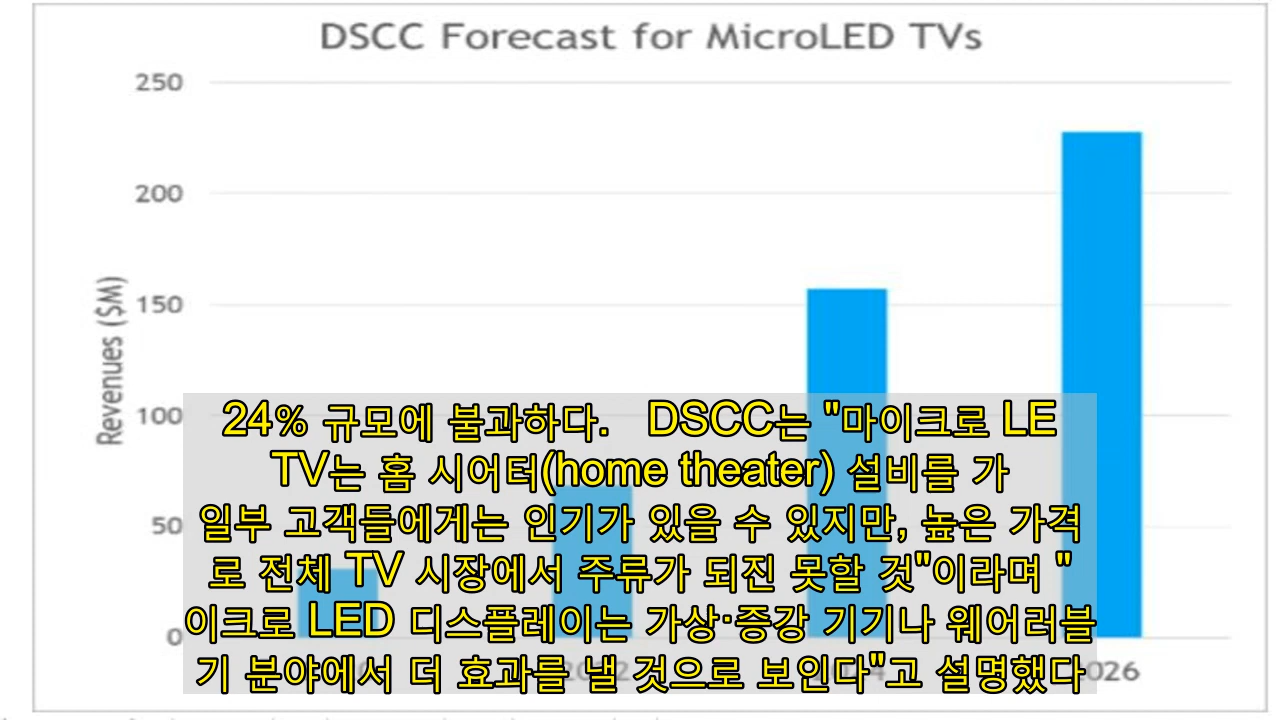 DSCC Forecast for MicroLED TVs
250
200
150
100
50
0
Revenues ($M)
2026
24% 규모에 불과하다. DSCC는 "마이크로 LE
TV는 홈 시어터(home theater) 설비를 가
일부 고객들에게는 인기가 있을 수 있지만, 높은 가격
로 전체 TV 시장에서 주류가 되진 못할 것"이라며 "
이크로 LED 디스플레이는 가상·증강 기기나 웨어러블
기 분야에서 더 효과를 낼 것으로 보인다"고 설명했다